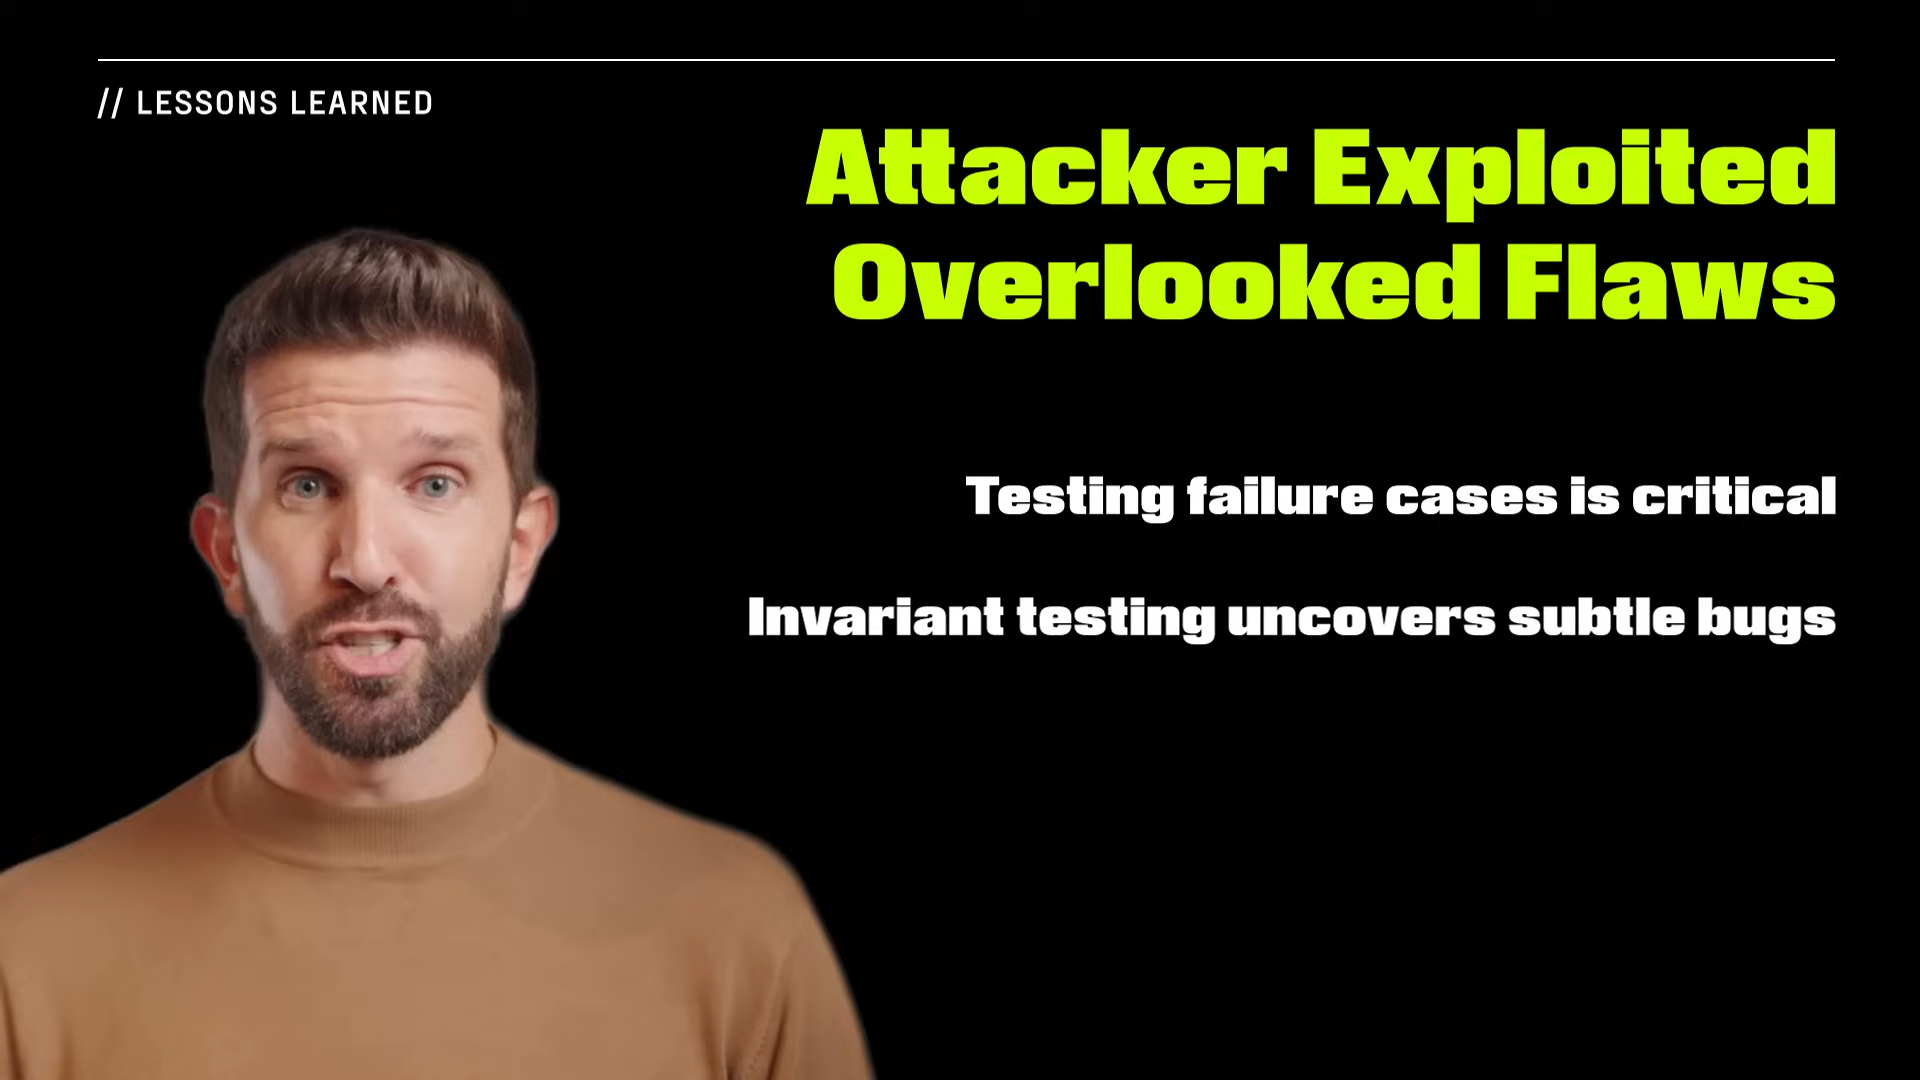 // LESSONS LEARNED
Attacker Exploited
Overlooked Flaws
Testing failure cases is critical
Invariant testing uncovers subtle bugs